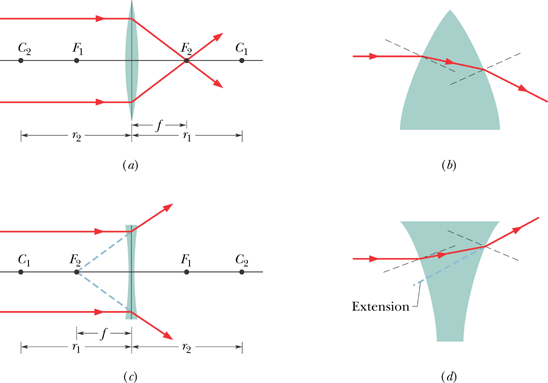 C₂ F₁ F₂ C₁
f
r₂ r₁
(a) (b)
C₁ F₂ F₁ C₂
Extension
f
r₁ r₂
(c) (d)